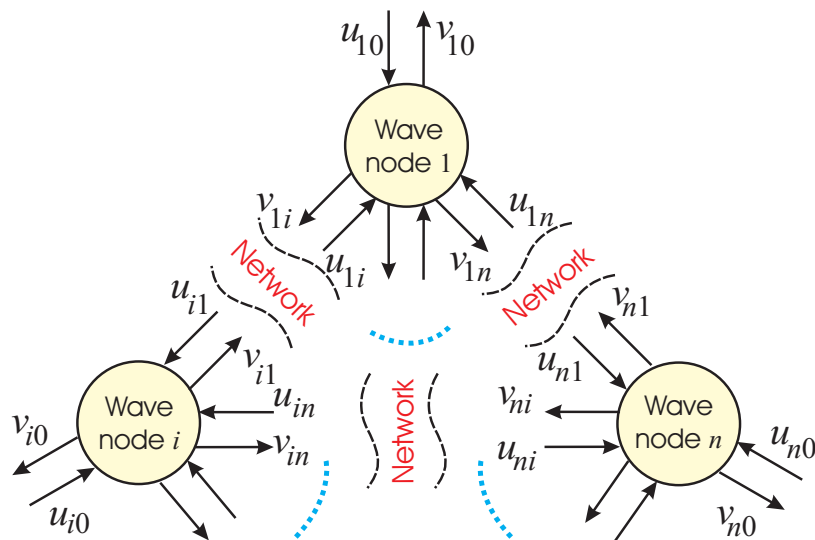 u10 v10
Wave
node 1
v1i
u1n
Network
u1i
v1n
Network
ui1
vn1
vi1
un1
Wave
node i
uin
Network
vni
Wave
node n
vi0
vin
uni
un0
ui0
vn0